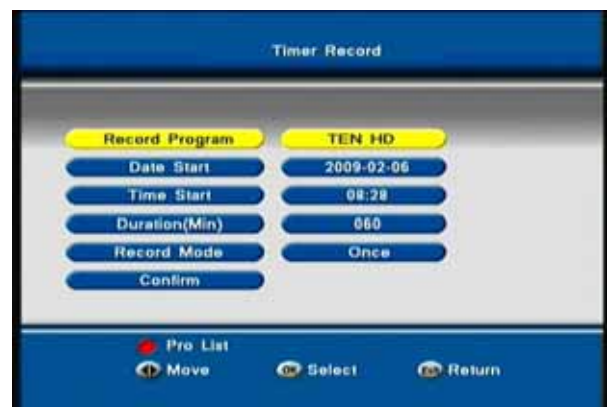 Timer Record
Record Program TEN HD
Date Start 2009-02-06
Time Start 08:28
Duration(Min) 060
Record Mode Once
Confirm
Pro List
Move OK Select Return